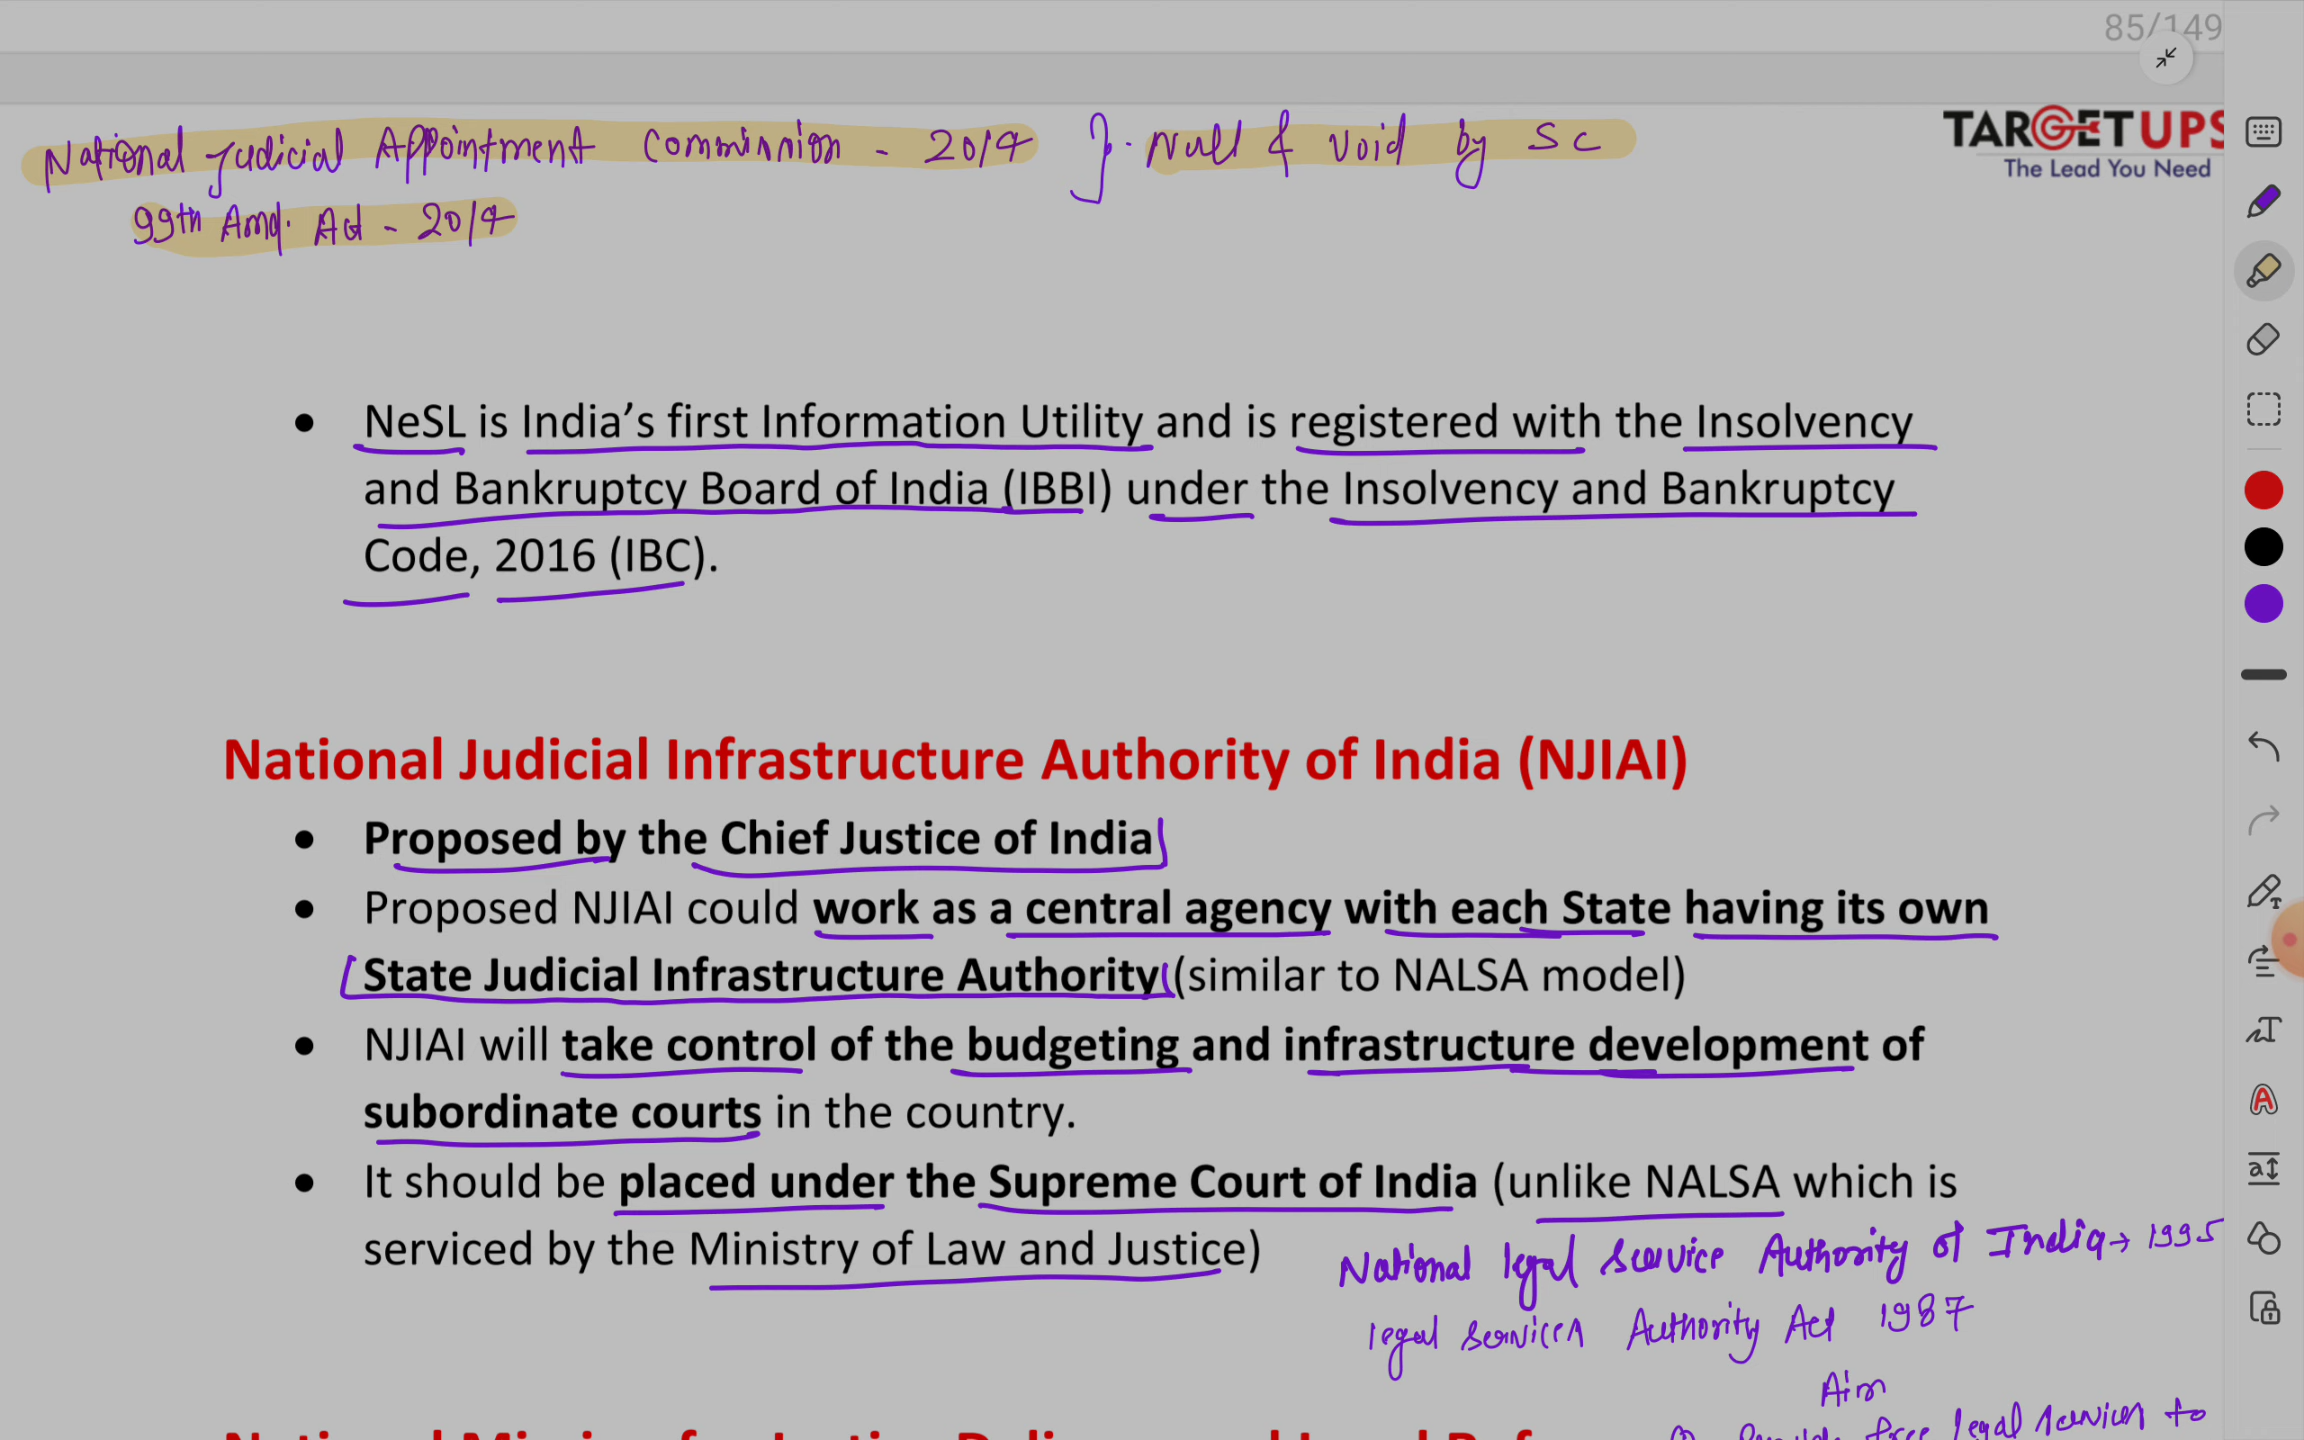 85/149
National Judicial Appointment Commission - 2014 }. Null & Void by SC
99th Amd. Act - 2014
TARGET UPS
The Lead You Need
• NeSL is India’s first Information Utility and is registered with the Insolvency
and Bankruptcy Board of India (IBBI) under the Insolvency and Bankruptcy
Code, 2016 (IBC).
National Judicial Infrastructure Authority of India (NJIAI)
• Proposed by the Chief Justice of India
• Proposed NJIAI could work as a central agency with each State having its own
State Judicial Infrastructure Authority (similar to NALSA model)
• NJIAI will take control of the budgeting and infrastructure development of
subordinate courts in the country.
• It should be placed under the Supreme Court of India (unlike NALSA which is
serviced by the Ministry of Law and Justice)
National legal Service Authority of India → 1995
legal Services Authority Act 1987
Aim
free legal services to